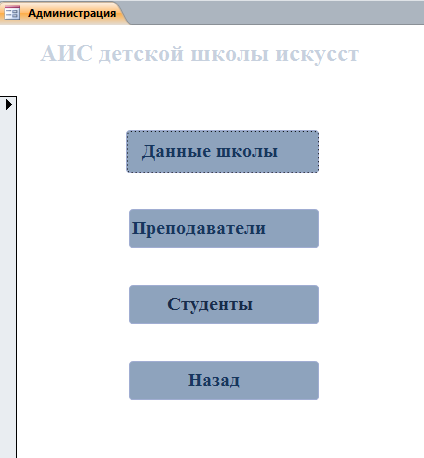 Администрация
АИС детской школы искусст
Данные школы
Преподаватели
Студенты
Назад